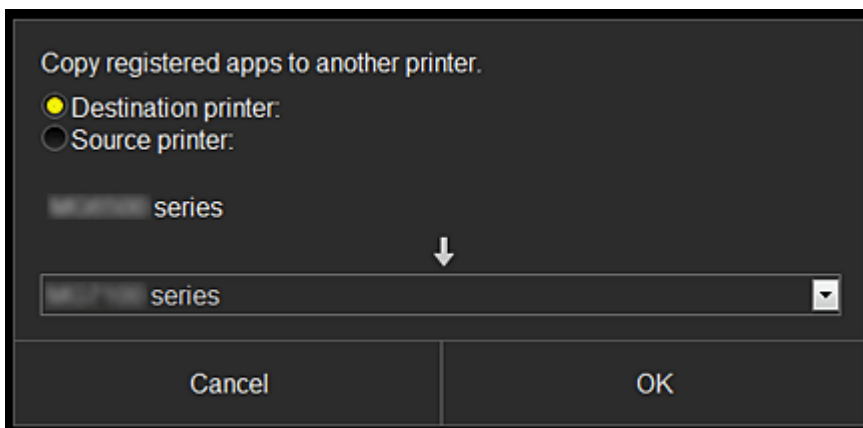 Copy registered apps to another printer.
Destination printer:
Source printer:
series
series
Cancel
OK